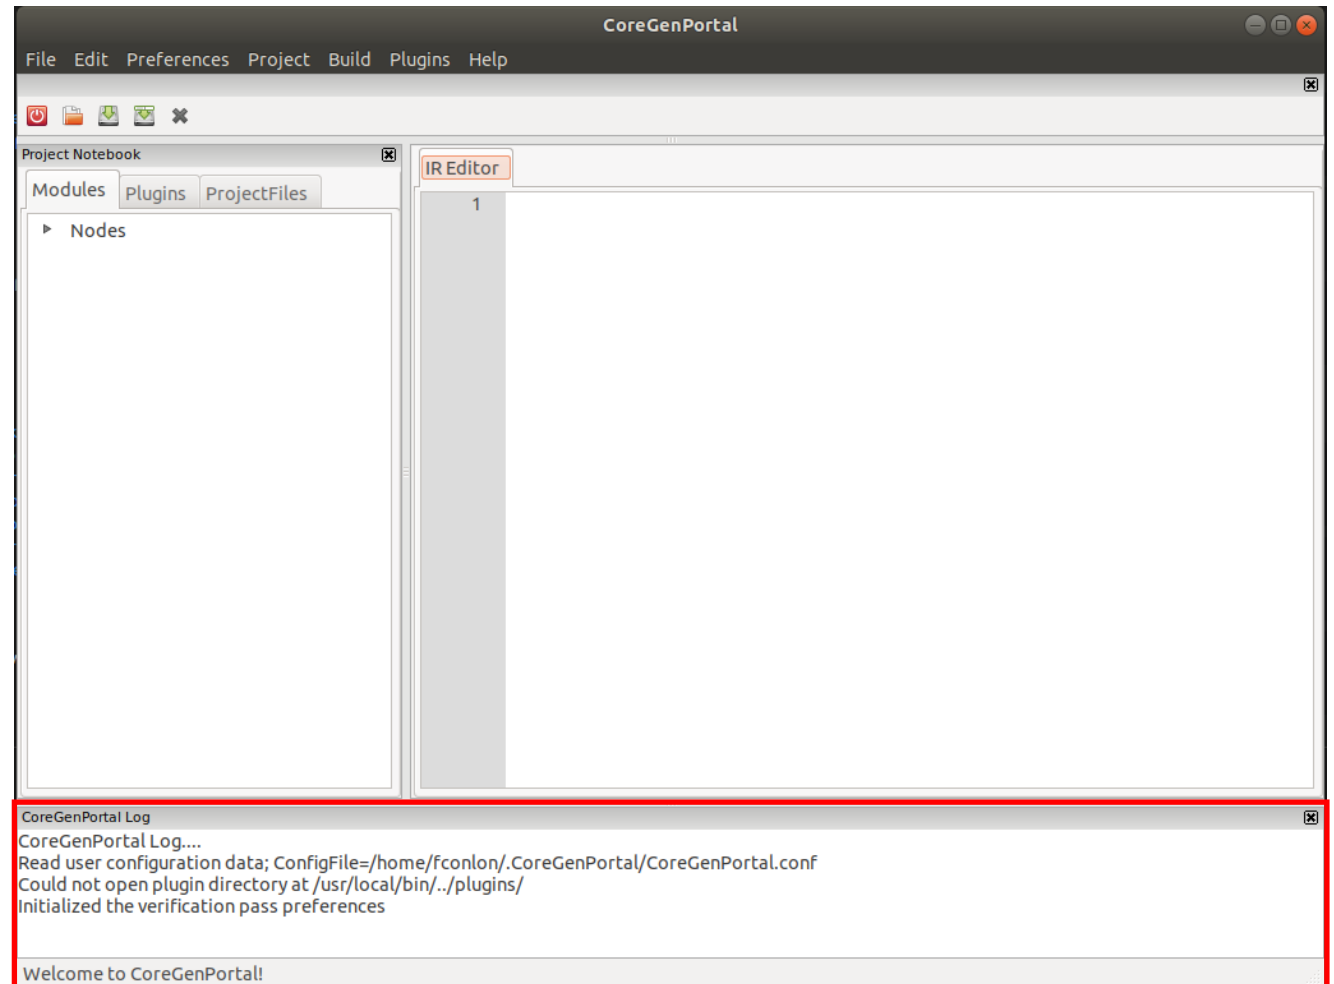 CoreGenPortal
File Edit Preferences Project Build Plugins Help
Project Notebook
Modules Plugins ProjectFiles
Nodes
IR Editor
1
CoreGenPortal Log
CoreGenPortal Log....
Read user configuration data; ConfigFile=/home/fconlon/.CoreGenPortal/CoreGenPortal.conf
Could not open plugin directory at /usr/local/bin/../plugins/
Initialized the verification pass preferences
Welcome to CoreGenPortal!